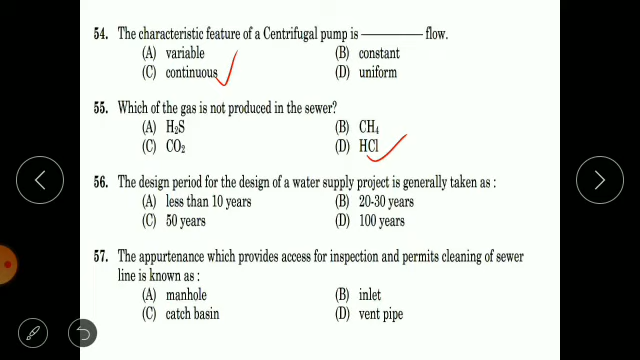 54. The characteristic feature of a Centrifugal pump is ————— flow.
(A) variable (B) constant
(C) continuous (D) uniform
55. Which of the gas is not produced in the sewer?
(A) H₂S (B) CH₄
(C) CO₂ (D) HCl
56. The design period for the design of a water supply project is generally taken as :
(A) less than 10 years (B) 20-30 years
(C) 50 years (D) 100 years
57. The appurtenance which provides access for inspection and permits cleaning of sewer
line is known as :
(A) manhole (B) inlet
(C) catch basin (D) vent pipe